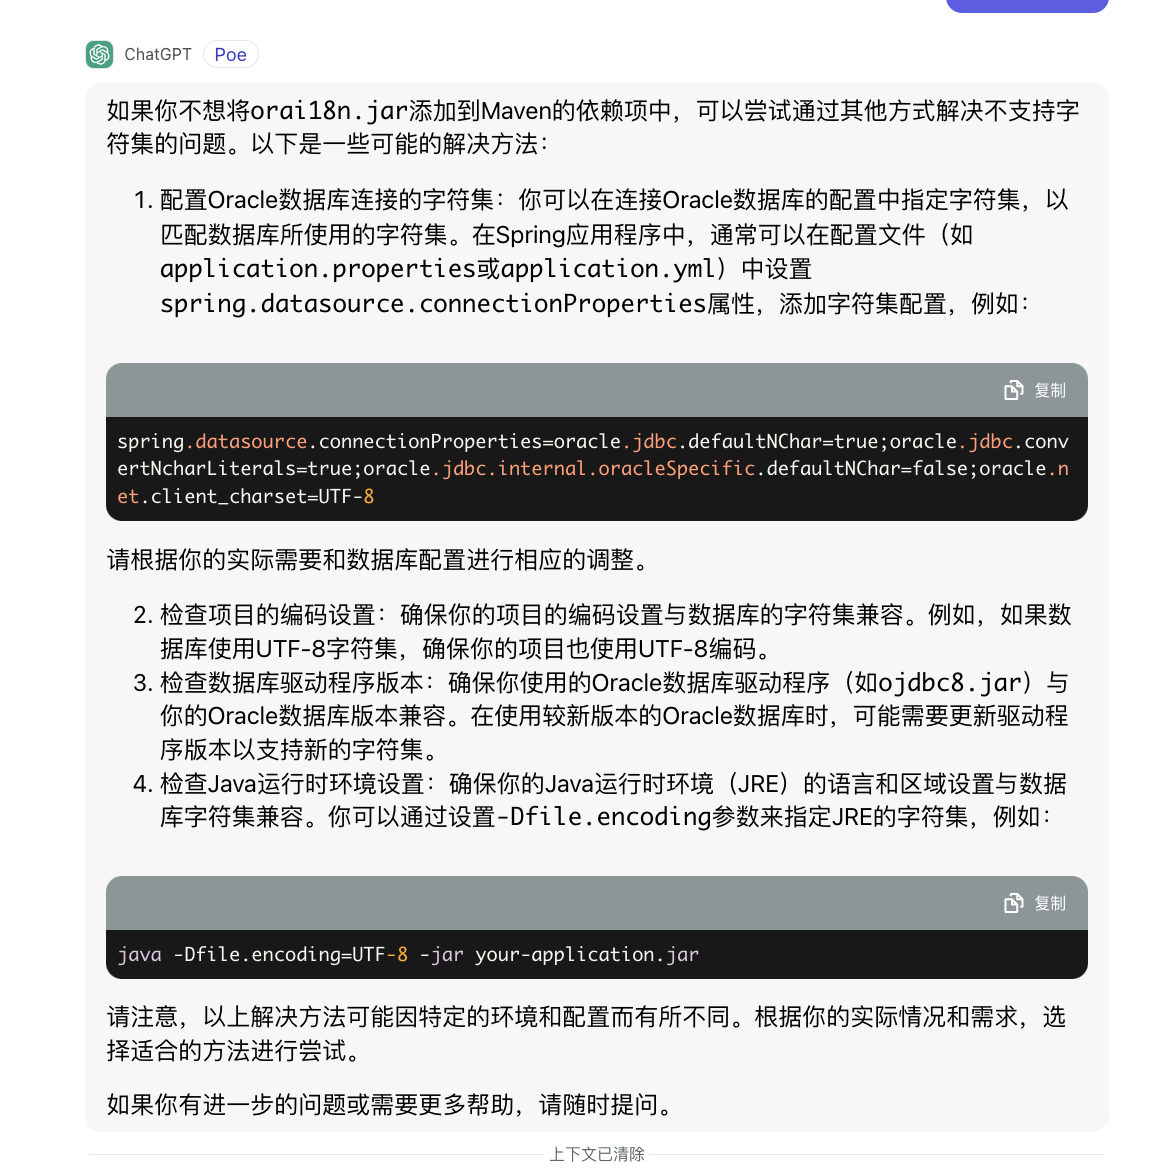 ChatGPT Poe
如果你不想将orai18n.jar添加到Maven的依赖项中，可以尝试通过其他方式解决不支持字
符集的问题。以下是一些可能的解决方法：
1. 配置Oracle数据库连接的字符集：你可以在连接Oracle数据库的配置中指定字符集，以
匹配数据库所使用的字符集。在Spring应用程序中，通常可以在配置文件（如
application.properties或application.yml）中设置
spring.datasource.connectionProperties属性，添加字符集配置，例如：
复制
spring.datasource.connectionProperties=oracle.jdbc.defaultNChar=true;oracle.jdbc.conv
ertNcharLiterals=true;oracle.jdbc.internal.oracleSpecific.defaultNChar=false;oracle.n
et.client_charset=UTF-8
请根据你的实际需要和数据库配置进行相应的调整。
2. 检查项目的编码设置：确保你的项目的编码设置与数据库的字符集兼容。例如，如果数
据库使用UTF-8字符集，确保你的项目也使用UTF-8编码。
3. 检查数据库驱动程序版本：确保你使用的Oracle数据库驱动程序（如ojdbc8.jar）与
你的Oracle数据库版本兼容。在使用较新版本的Oracle数据库时，可能需要更新驱动程
序版本以支持新的字符集。
4. 检查Java运行时环境设置：确保你的Java运行时环境（JRE）的语言和区域设置与数据
库字符集兼容。你可以通过设置-Dfile.encoding参数来指定JRE的字符集，例如：
复制
java -Dfile.encoding=UTF-8 -jar your-application.jar
请注意，以上解决方法可能因特定的环境和配置而有所不同。根据你的实际情况和需求，选
择适合的方法进行尝试。
如果你有进一步的问题或需要更多帮助，请随时提问。
上下文已清除